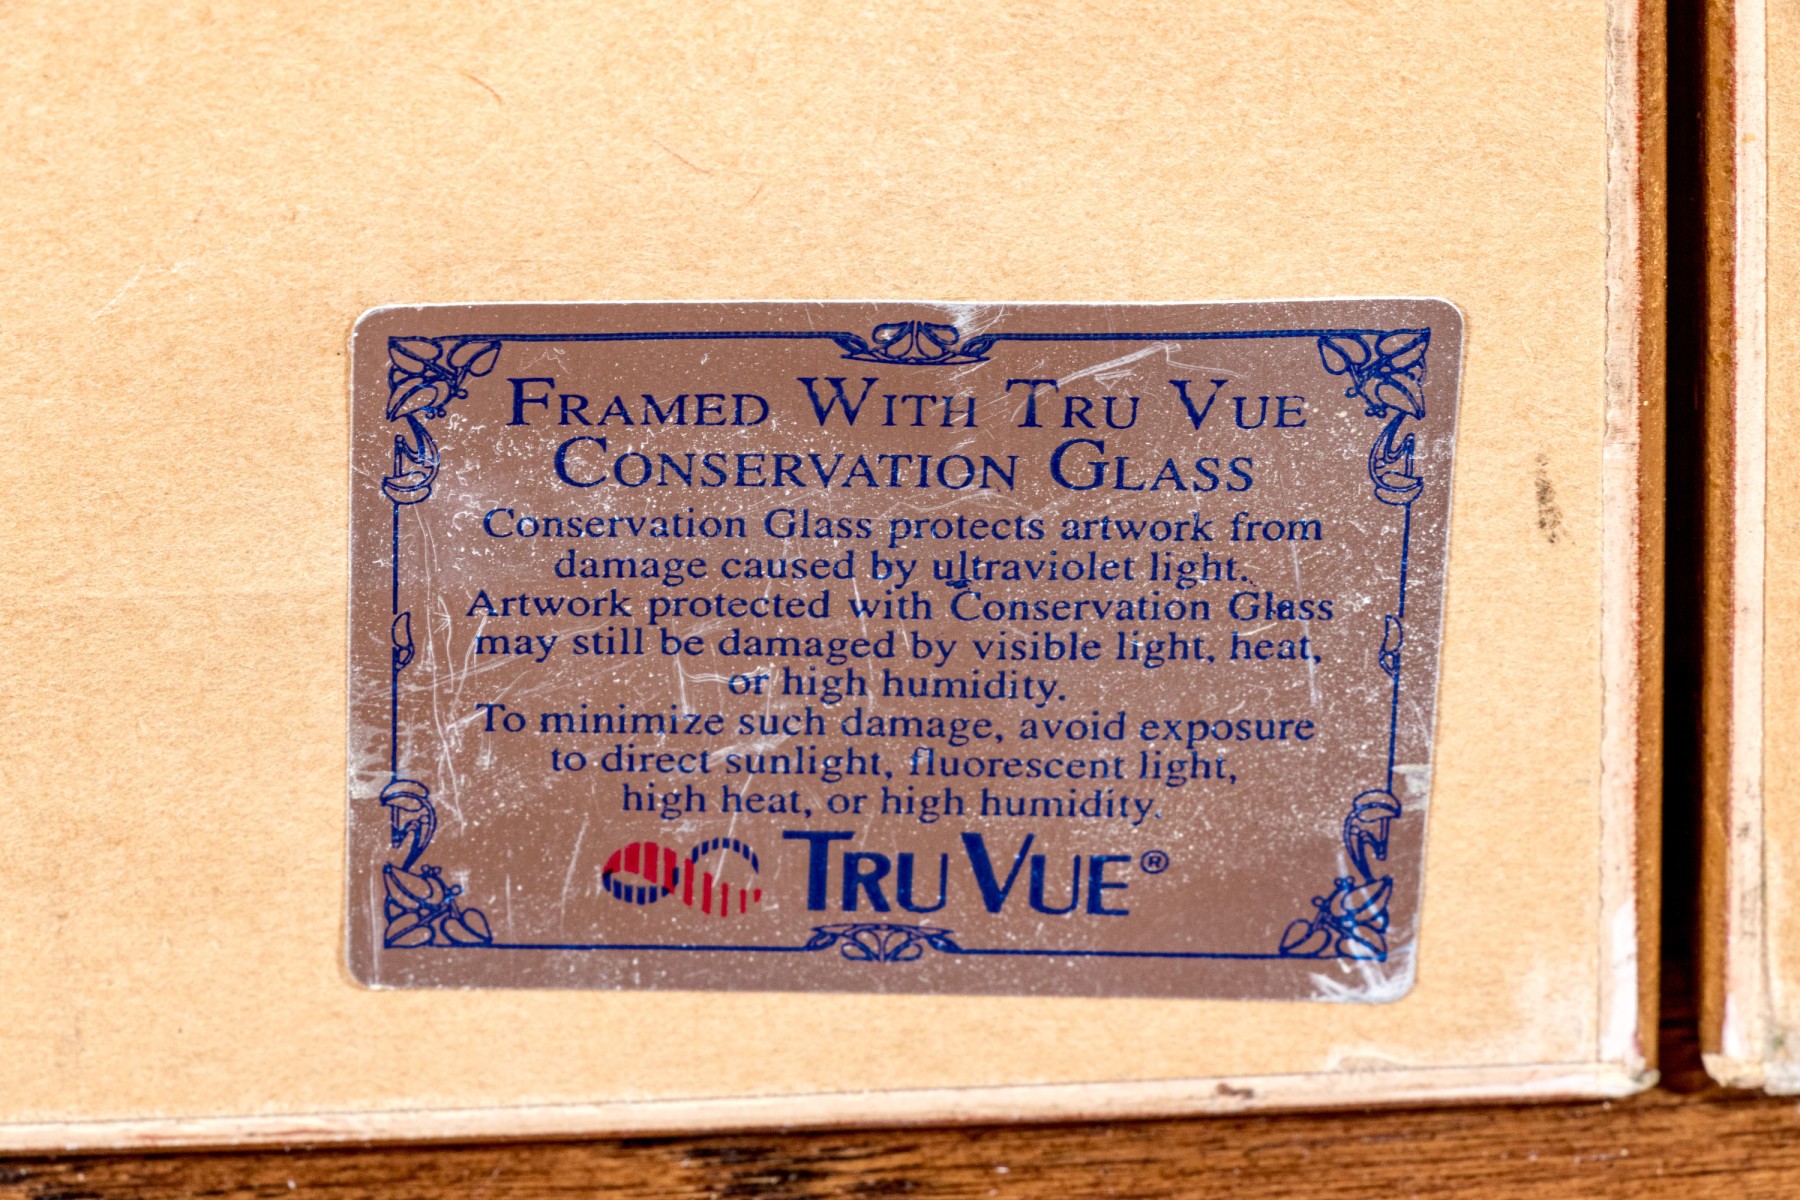 FRAMED WITH TRU VUE
CONSERVATION GLASS
Conservation Glass protects artwork from
damage caused by ultraviolet light.
Artwork protected with Conservation Glass
may still be damaged by visible light, heat,
or high humidity.
To minimize such damage, avoid exposure
to direct sunlight, fluorescent light,
high heat, or high humidity.
TRU VUE®